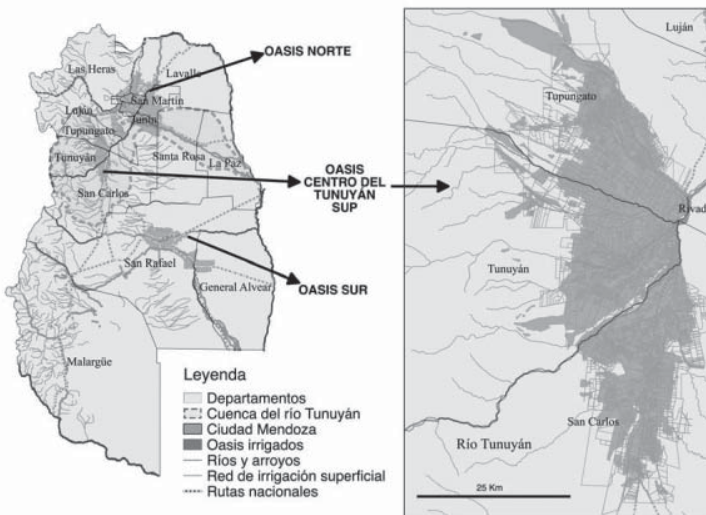 OASIS NORTE
Las Heras
Lavalle
San Martín
Luján
Junín
Tupungato
Tunuyán
Santa Rosa
La Paz
San Carlos
OASIS
CENTRO DEL
TUNUYÁN
SUP
San Rafael
General Alvear
OASIS SUR
Malargüe
Leyenda
Departamentos
Cuenca del río Tunuyán
Ciudad Mendoza
Oasis irrigados
Ríos y arroyos
Red de irrigación superficial
Rutas nacionales
Luján
Tupungato
Rivad
Tunuyán
San Carlos
Río Tunuyán
25 Km